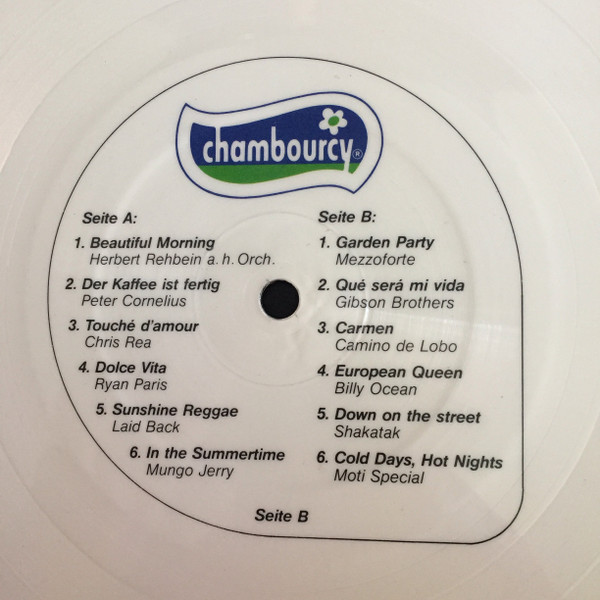 chambourcy®
Seite A:
1. Beautiful Morning
Herbert Rehbein a. h. Orch.
2. Der Kaffee ist fertig
Peter Cornelius
3. Touché d'amour
Chris Rea
4. Dolce Vita
Ryan Paris
5. Sunshine Reggae
Laid Back
6. In the Summertime
Mungo Jerry
Seite B:
1. Garden Party
Mezzoforte
2. Qué será mi vida
Gibson Brothers
3. Carmen
Camino de Lobo
4. European Queen
Billy Ocean
5. Down on the street
Shakatak
6. Cold Days, Hot Nights
Moti Special
Seite B